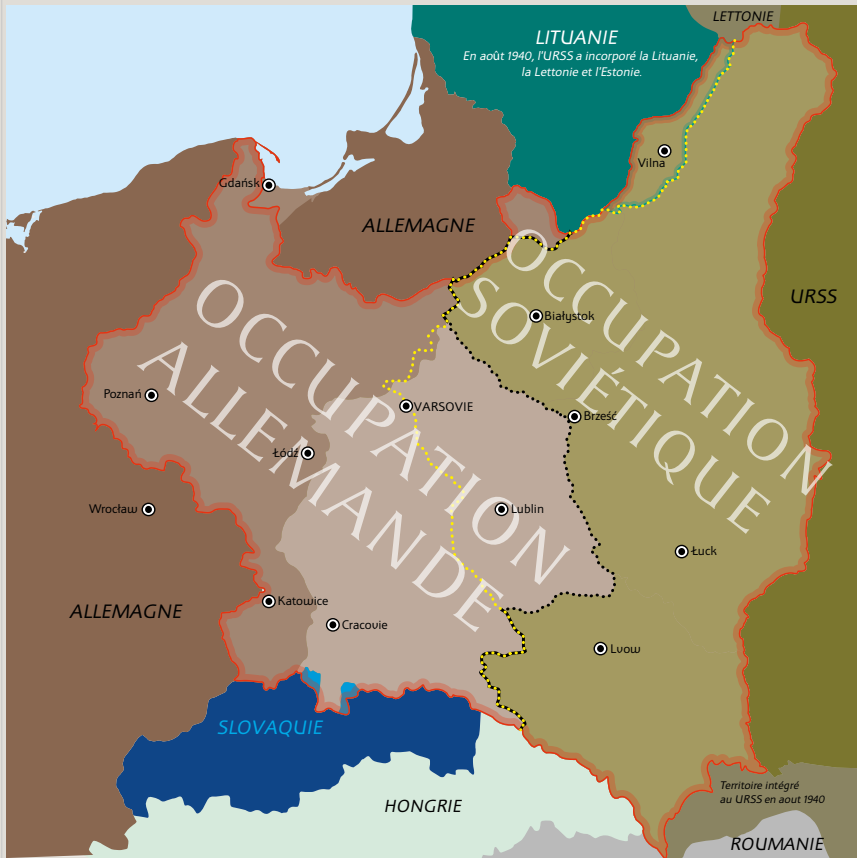 LETTONIE
LITUANIE
En août 1940, l'URSS a incorporé la Lituanie,
la Lettonie et l'Estonie.
Vilna
Gdańsk
ALLEMAGNE
URSS
OCCUPATION
SOVIÉTIQUE
Białystok
OCCUPATION
ALLEMANDE
Poznań
VARSOVIE
Brześć
Łódź
Wrocław
Lublin
Łuck
ALLEMAGNE
Katowice
Cracovie
Lvow
SLOVAQUIE
Territoire intégré
au URSS en aout 1940
HONGRIE
ROUMANIE